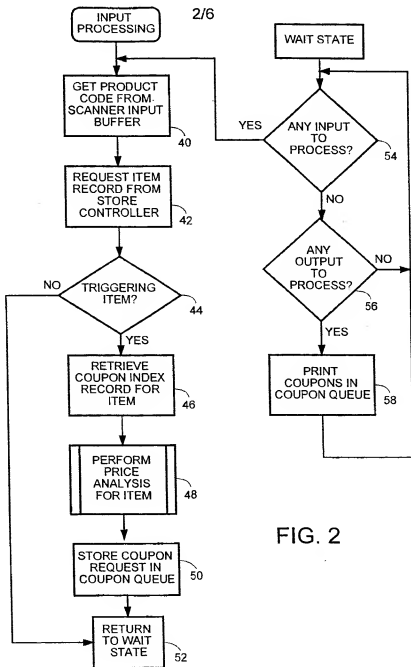 2/6
INPUT
PROCESSING
GET PRODUCT
CODE FROM
SCANNER INPUT
BUFFER
40
REQUEST ITEM
RECORD FROM
STORE
CONTROLLER
42
TRIGGERING
ITEM?
44
NO
YES
RETRIEVE
COUPON INDEX
RECORD FOR
ITEM
46
PERFORM
PRICE
ANALYSIS
FOR ITEM
48
STORE COUPON
REQUEST IN
COUPON QUEUE
50
RETURN
TO WAIT
STATE
52
WAIT STATE
YES
ANY INPUT
TO
PROCESS?
54
NO
ANY
OUTPUT
TO
PROCESS?
56
NO
YES
PRINT
COUPONS IN
COUPON QUEUE
58
FIG. 2